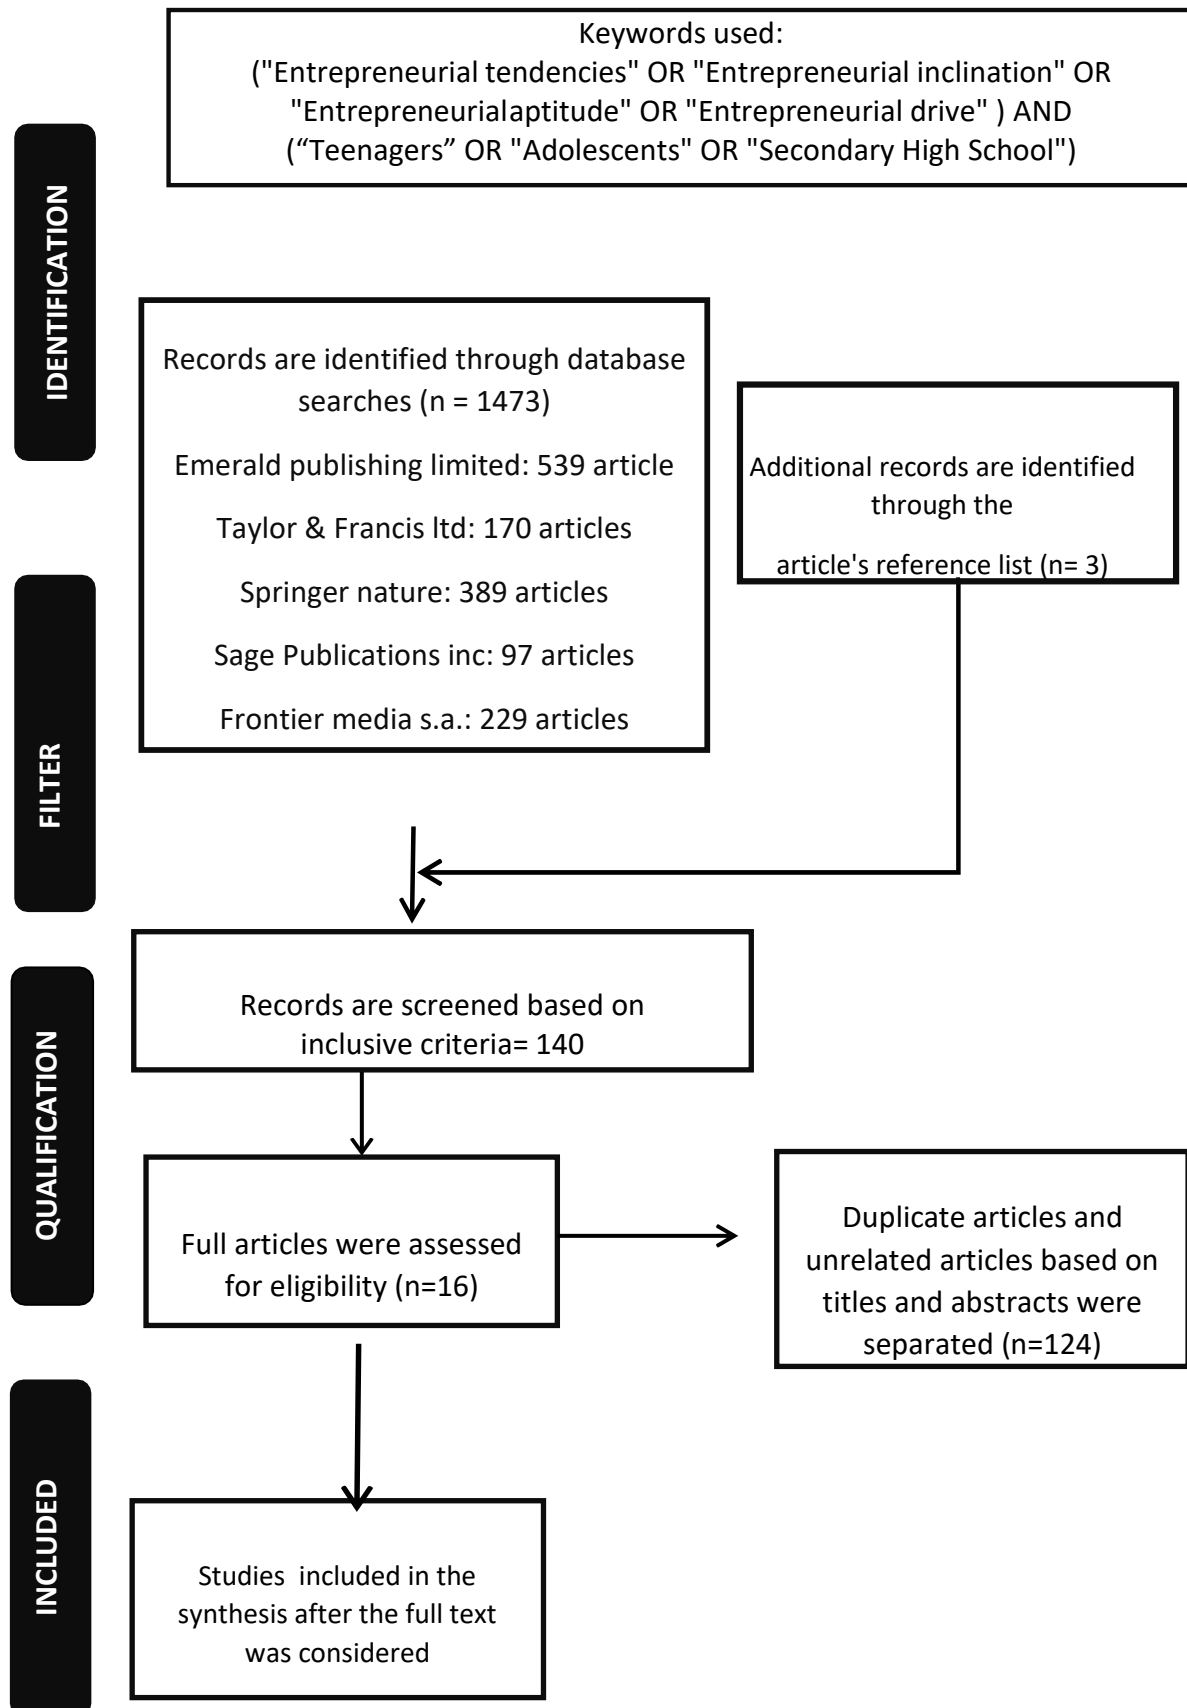 Keywords used:
("Entrepreneurial tendencies" OR "Entrepreneurial inclination" OR
"Entrepreneurialaptitude" OR "Entrepreneurial drive" ) AND
(“Teenagers” OR "Adolescents" OR "Secondary High School")
IDENTIFICATION
Records are identified through database
searches (n = 1473)
Emerald publishing limited: 539 article
Taylor & Francis ltd: 170 articles
Springer nature: 389 articles
Sage Publications inc: 97 articles
Frontier media s.a.: 229 articles
Additional records are identified
through the
article's reference list (n= 3)
FILTER
Records are screened based on
inclusive criteria= 140
QUALIFICATION
Full articles were assessed
for eligibility (n=16)
Duplicate articles and
unrelated articles based on
titles and abstracts were
separated (n=124)
INCLUDED
Studies  included in the
synthesis after the full text
was considered